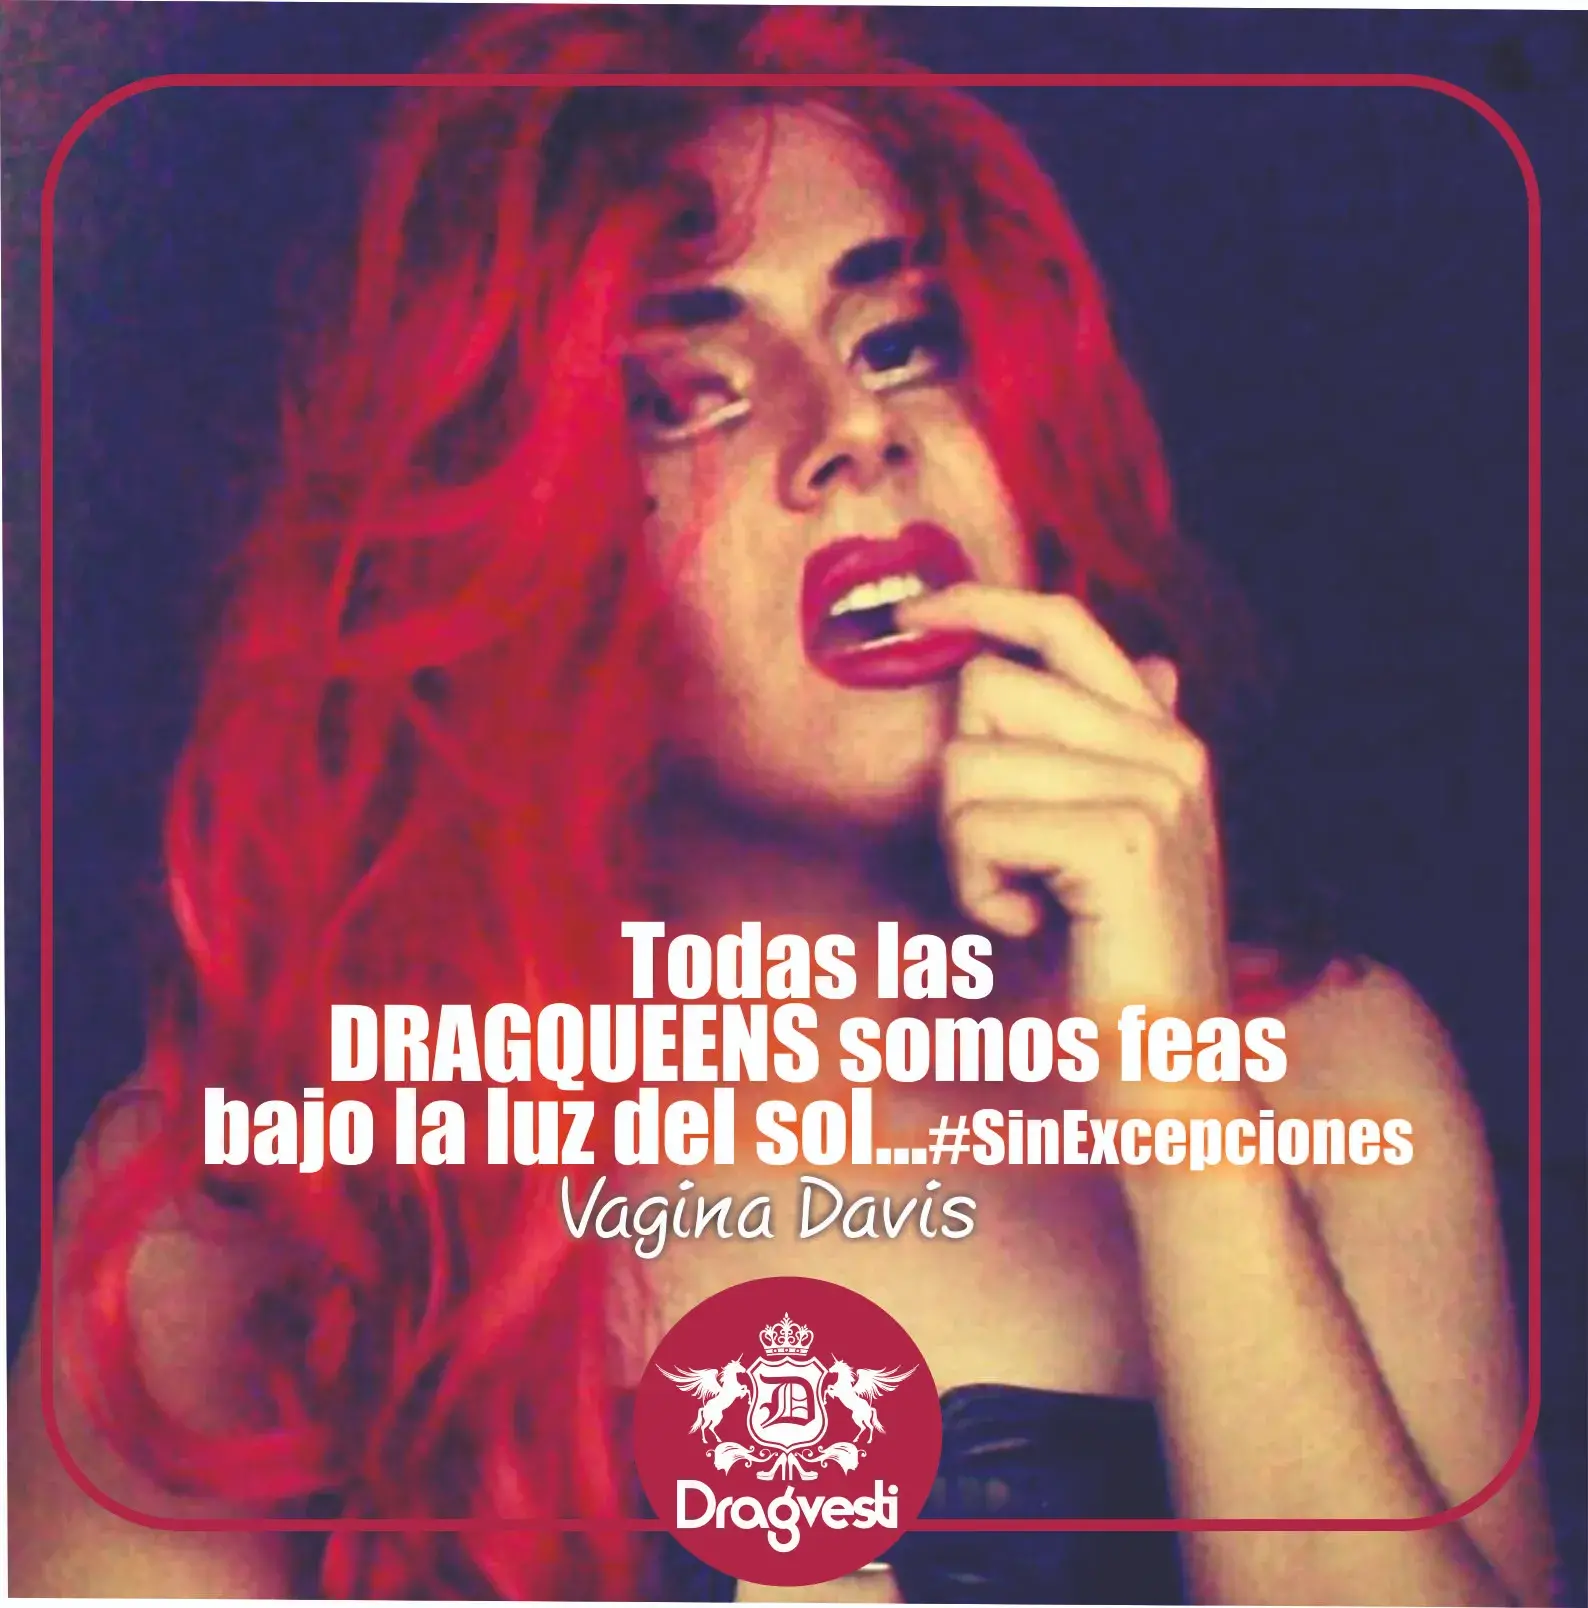 Todas las
DRAGQUEENS somos feas
bajo la luz del sol...#SinExcepciones
Vagina Davis
D
Dragvesti